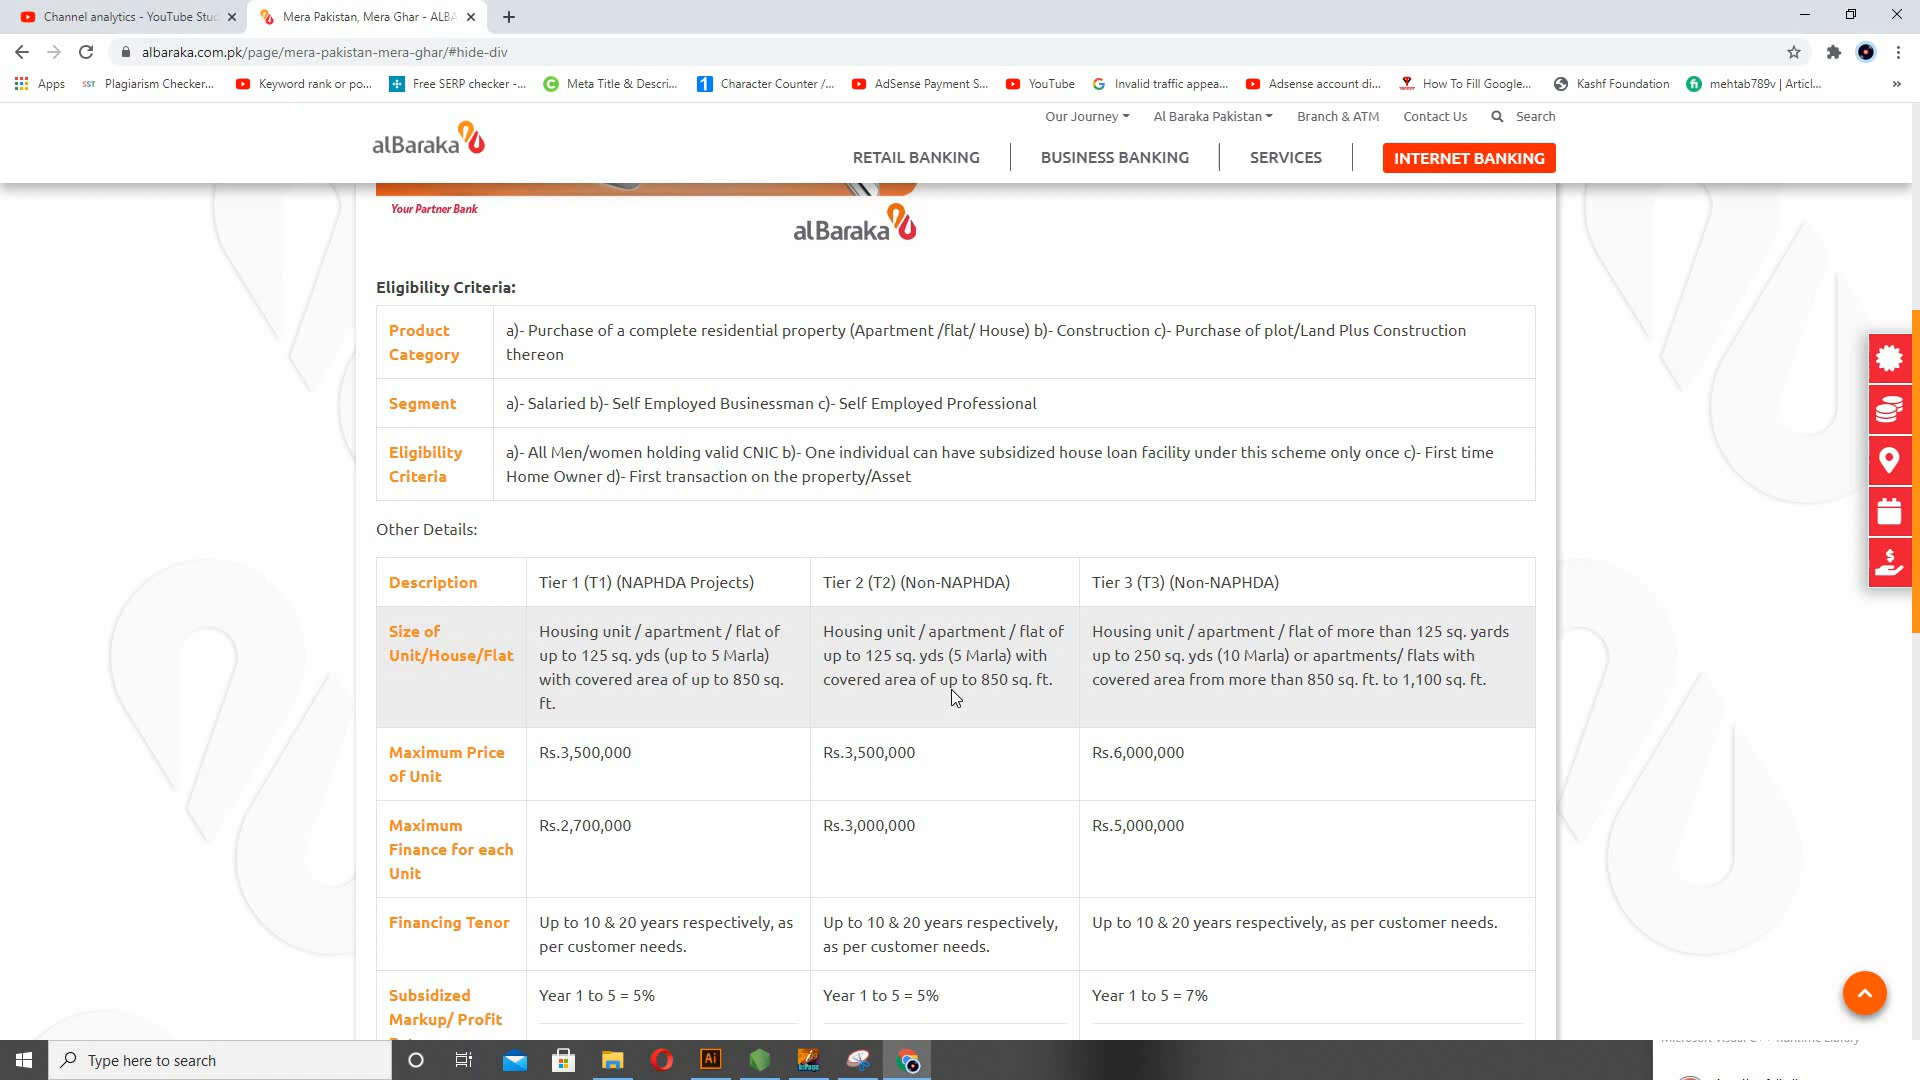 Channel analytics - YouTube Stu
Mera Pakistan, Mera Ghar - ALBA
albaraka.com.pk/page/mera-pakistan-mera-ghar/#hide-div
Apps
SST Plagiarism Checker...
Keyword rank or po...
Free SERP checker -...
Meta Title & Descri...
Character Counter /...
AdSense Payment S...
YouTube
Invalid traffic appea...
Adsense account di...
How To Fill Google...
Kashf Foundation
mehtab789v | Articl...
Our Journey
Al Baraka Pakistan
Branch & ATM
Contact Us
Search
alBaraka
RETAIL BANKING
BUSINESS BANKING
SERVICES
INTERNET BANKING
Your Partner Bank
alBaraka
Eligibility Criteria:
Product
Category
a)- Purchase of a complete residential property (Apartment /flat/ House) b)- Construction c)- Purchase of plot/Land Plus Construction
thereon
Segment
a)- Salaried b)- Self Employed Businessman c)- Self Employed Professional
Eligibility
Criteria
a)- All Men/women holding valid CNIC b)- One individual can have subsidized house loan facility under this scheme only once c)- First time
Home Owner d)- First transaction on the property/Asset
Other Details:
Description
Tier 1 (T1) (NAPHDA Projects)
Tier 2 (T2) (Non-NAPHDA)
Tier 3 (T3) (Non-NAPHDA)
Size of
Unit/House/Flat
Housing unit / apartment / flat of
up to 125 sq. yds (up to 5 Marla)
with covered area of up to 850 sq.
ft.
Housing unit / apartment / flat of
up to 125 sq. yds (5 Marla) with
covered area of up to 850 sq. ft.
Housing unit / apartment / flat of more than 125 sq. yards
up to 250 sq. yds (10 Marla) or apartments/ flats with
covered area from more than 850 sq. ft. to 1,100 sq. ft.
Maximum Price
of Unit
Rs.3,500,000
Rs.3,500,000
Rs.6,000,000
Maximum
Finance for each
Unit
Rs.2,700,000
Rs.3,000,000
Rs.5,000,000
Financing Tenor
Up to 10 & 20 years respectively, as
per customer needs.
Up to 10 & 20 years respectively,
as per customer needs.
Up to 10 & 20 years respectively, as per customer needs.
Subsidized
Markup/ Profit
Year 1 to 5 = 5%
Year 1 to 5 = 5%
Year 1 to 5 = 7%
Type here to search
Ai